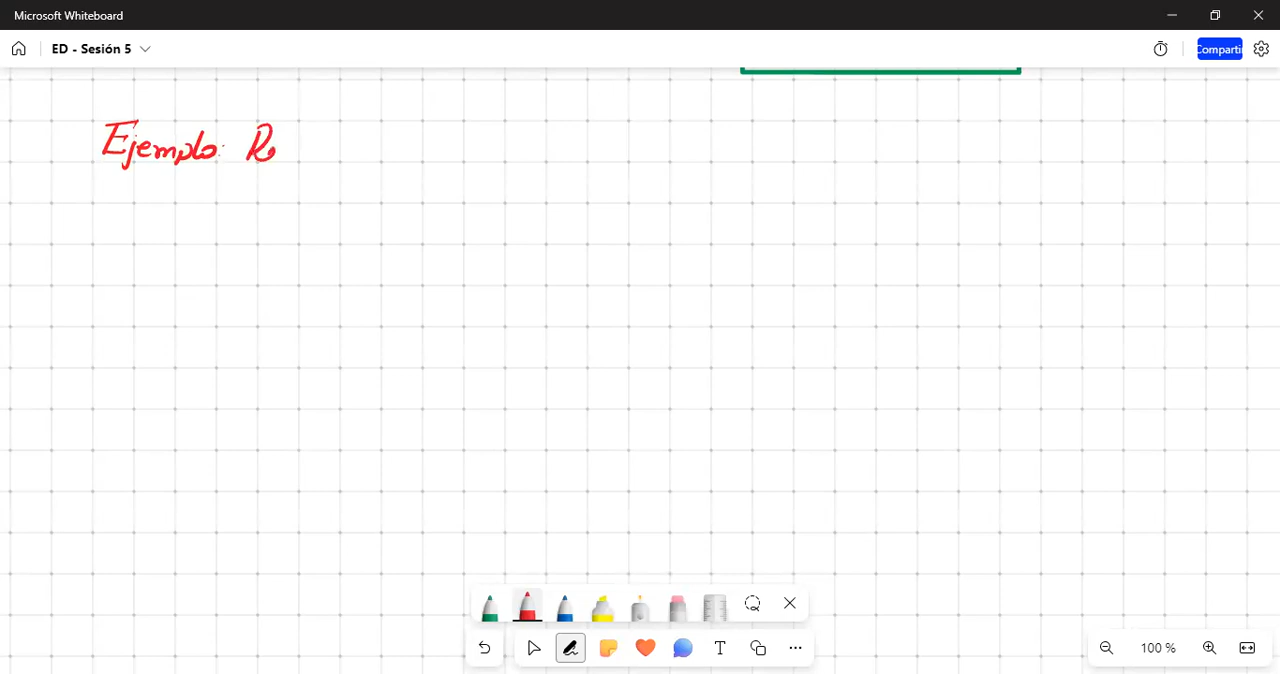 Microsoft Whiteboard
ED - Sesión 5
Comparti
Ejemplo: R
100 %